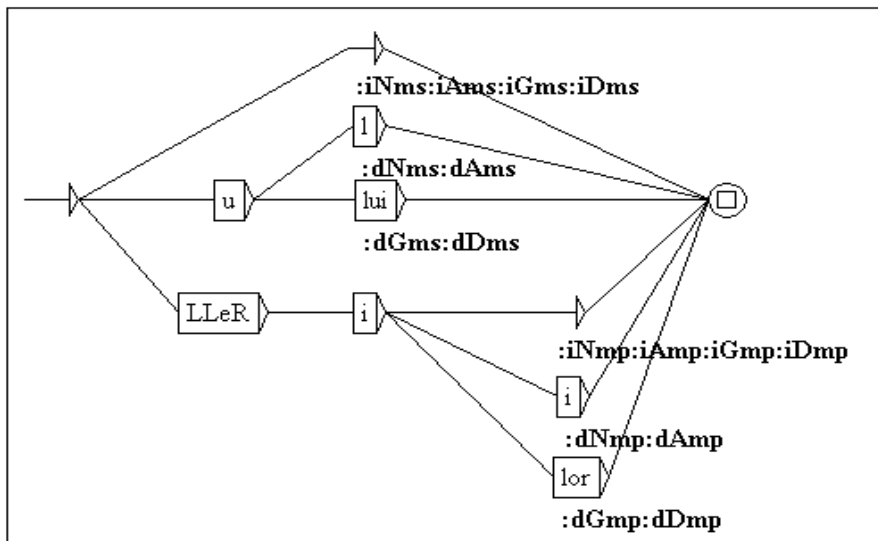 :iNms:iAms:iGms:iDms
l
:dNms:dAms
u
lui
:dGms:dDms
LLeR
i
:iNmp:iAmp:iGmp:iDmp
i
:dNmp:dAmp
lor
:dGmp:dDmp